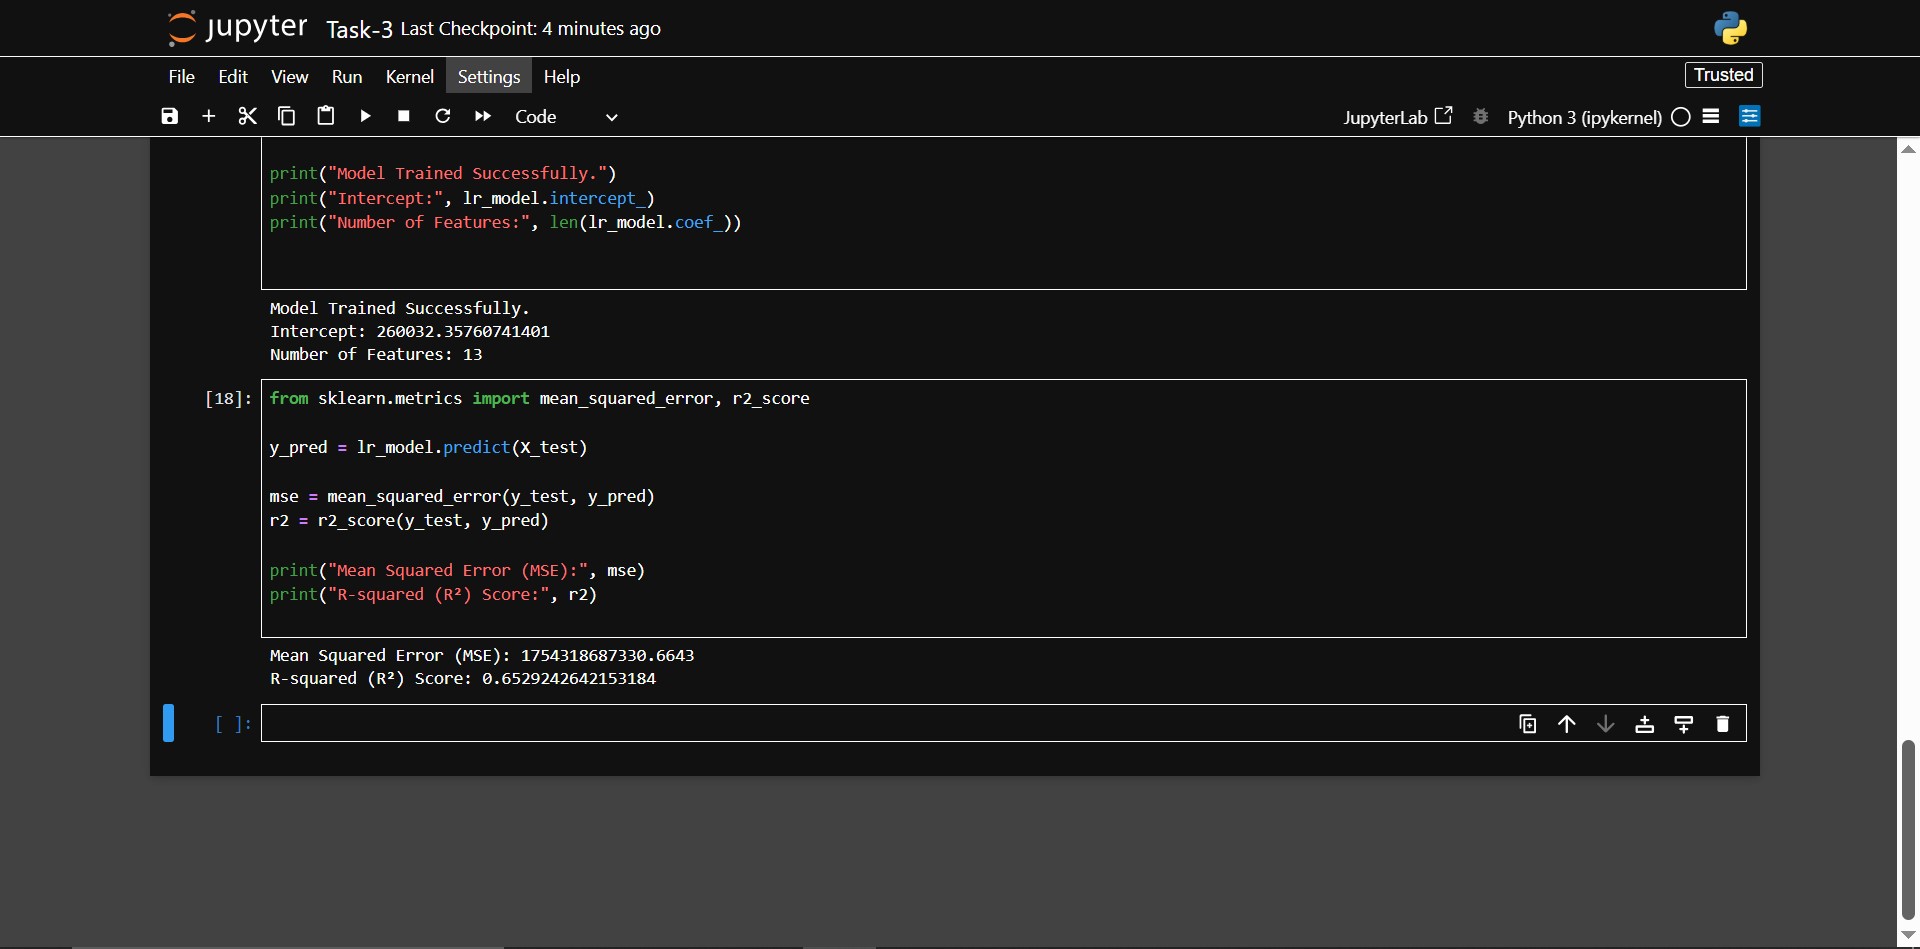 jupyter Task-3 Last Checkpoint: 4 minutes ago
File Edit View Run Kernel Settings Help
Trusted
Code
JupyterLab Python 3 (ipykernel)
print("Model Trained Successfully.")
print("Intercept:", lr_model.intercept_)
print("Number of Features:", len(lr_model.coef_))
Model Trained Successfully.
Intercept: 260032.35760741401
Number of Features: 13
[18]: from sklearn.metrics import mean_squared_error, r2_score
y_pred = lr_model.predict(X_test)
mse = mean_squared_error(y_test, y_pred)
r2 = r2_score(y_test, y_pred)
print("Mean Squared Error (MSE):", mse)
print("R-squared (R²) Score:", r2)
Mean Squared Error (MSE): 1754318687330.6643
R-squared (R²) Score: 0.6529242642153184
[ ]: